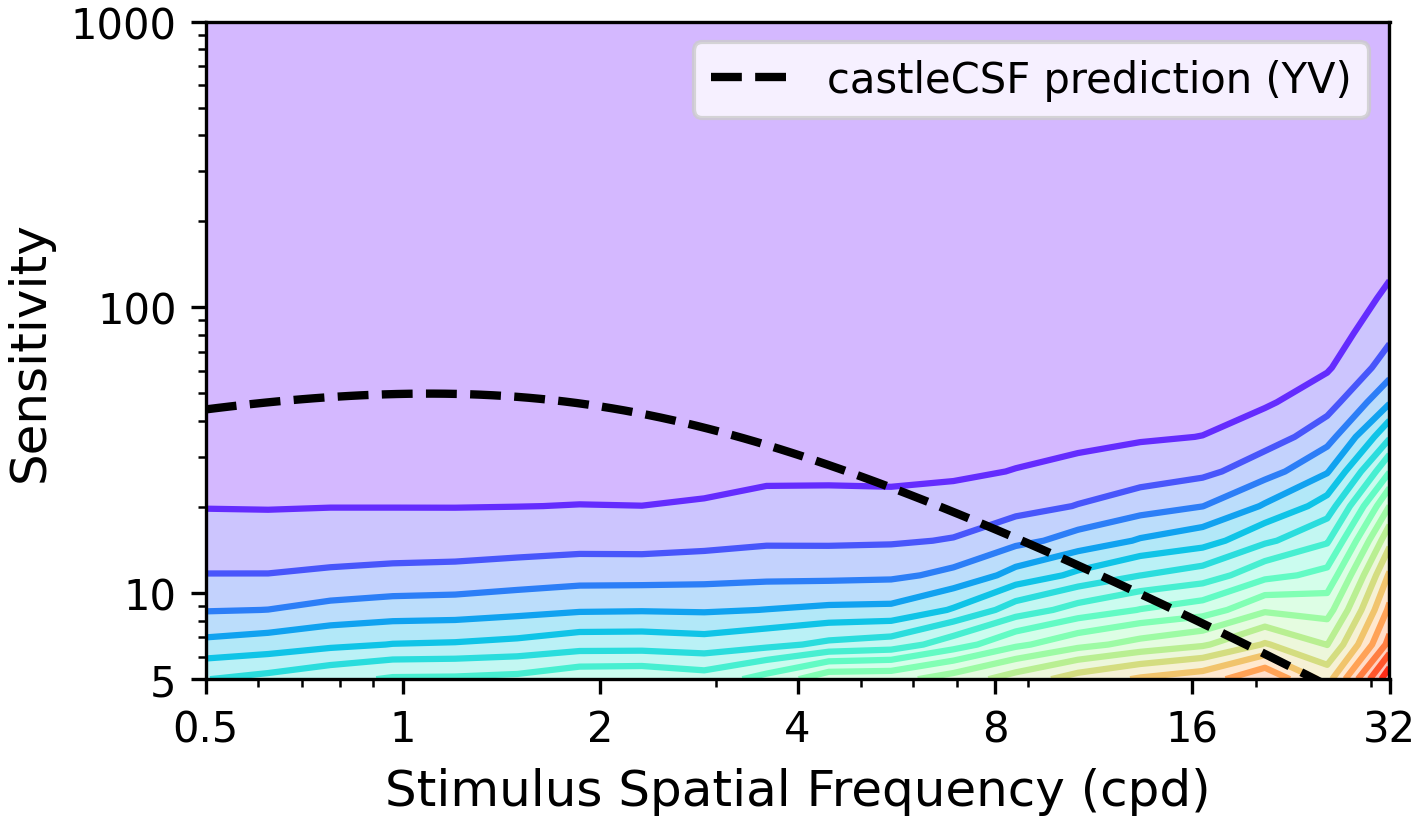 1000
100
10
5
Sensitivity
castleCSF prediction (YV)
0.5 1 2 4 8 16 32
Stimulus Spatial Frequency (cpd)